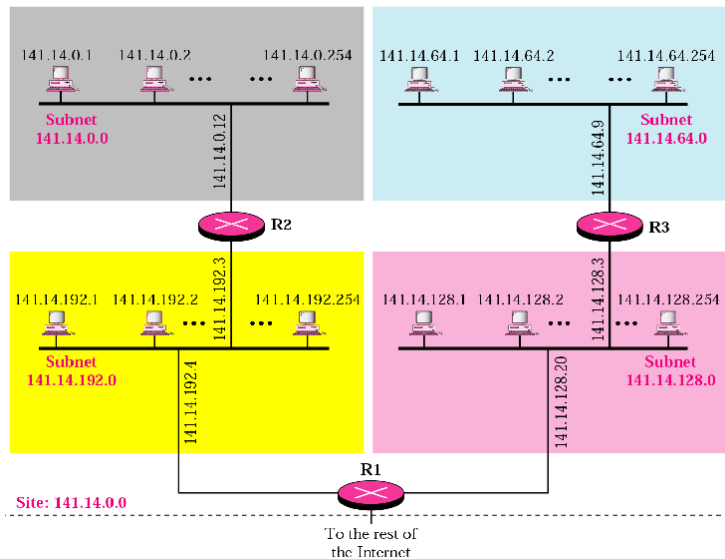 141.14.0.1 141.14.0.2 ••• ••• 141.14.0.254
Subnet
141.14.0.0
141.14.0.12
141.14.64.1 141.14.64.2 ••• ••• 141.14.64.254
Subnet
141.14.64.0
141.14.64.9
R2
R3
141.14.192.1 141.14.192.2 ••• ••• 141.14.192.254
141.14.192.3
Subnet
141.14.192.0
141.14.192.4
141.14.128.1 141.14.128.2 ••• ••• 141.14.128.254
141.14.128.3
Subnet
141.14.128.0
141.14.128.20
R1
Site: 141.14.0.0
To the rest of
the Internet